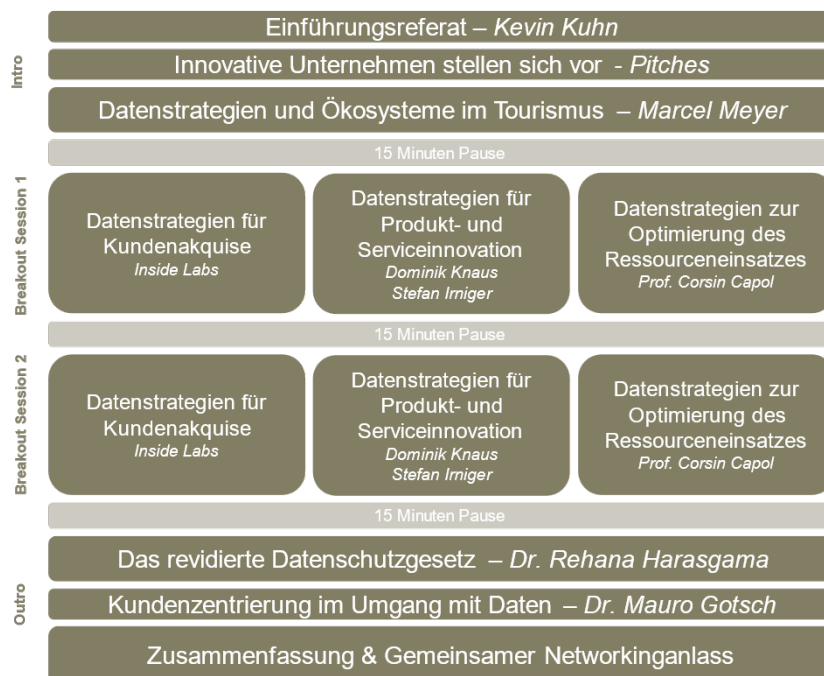 Intro
Einführungsreferat – Kevin Kuhn
Innovative Unternehmen stellen sich vor - Pitches
Datenstrategien und Ökosysteme im Tourismus – Marcel Meyer
15 Minuten Pause
Breakout Session 1
Datenstrategien für
Kundenakquise
Inside Labs
Datenstrategien für
Produkt- und
Serviceinnovation
Dominik Knaus
Stefan Irniger
Datenstrategien zur
Optimierung des
Ressourceneinsatzes
Prof. Corsin Capol
15 Minuten Pause
Breakout Session 2
Datenstrategien für
Kundenakquise
Inside Labs
Datenstrategien für
Produkt- und
Serviceinnovation
Dominik Knaus
Stefan Irniger
Datenstrategien zur
Optimierung des
Ressourceneinsatzes
Prof. Corsin Capol
15 Minuten Pause
Outro
Das revidierte Datenschutzgesetz – Dr. Rehana Harasgama
Kundenzentrierung im Umgang mit Daten – Dr. Mauro Gotsch
Zusammenfassung & Gemeinsamer Networkinganlass